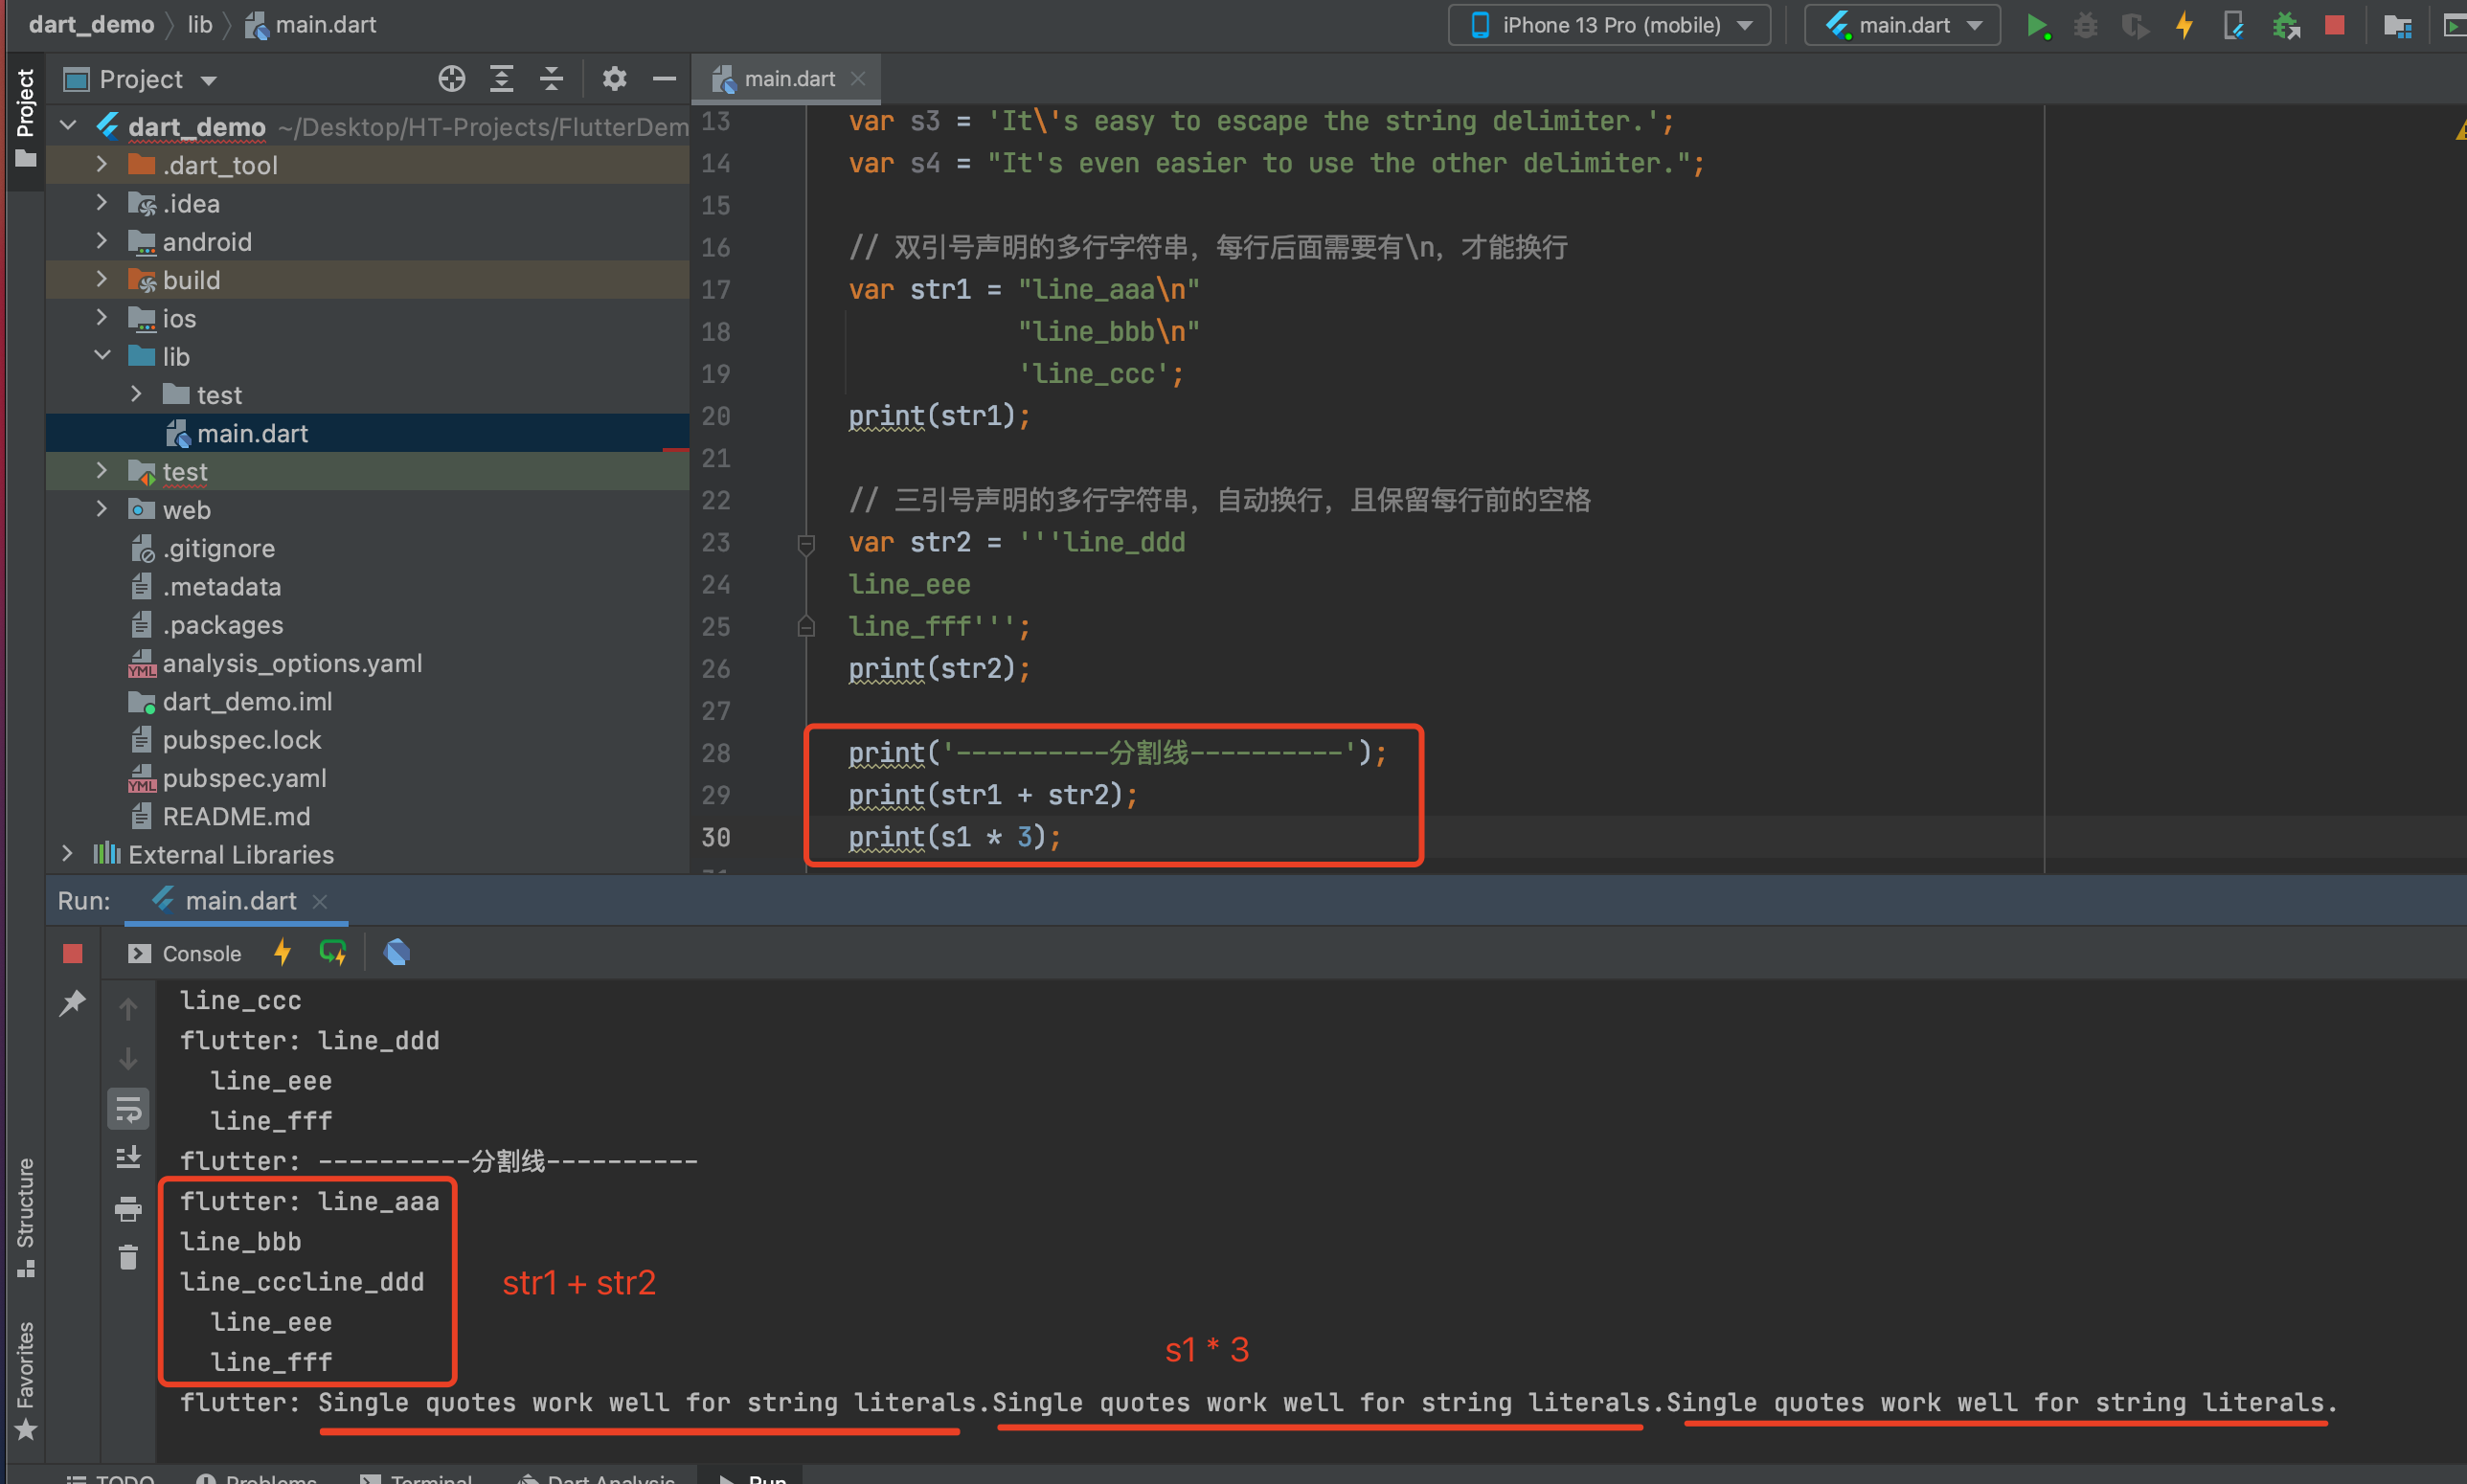 dart_demo lib main.dart
iPhone 13 Pro (mobile) main.dart
Project
Project
main.dart
dart_demo ~/Desktop/HT-Projects/FlutterDem
.dart_tool
.idea
android
build
ios
lib
test
main.dart
test
web
.gitignore
.metadata
.packages
analysis_options.yaml
dart_demo.iml
pubspec.lock
pubspec.yaml
README.md
External Libraries
13 var s3 = 'It\'s easy to escape the string delimiter.';
14 var s4 = "It's even easier to use the other delimiter.";
15
16 // 双引号声明的多行字符串，每行后面需要有\n，才能换行
17 var str1 = "line_aaa\n"
18 "line_bbb\n"
19 'line_ccc';
20 print(str1);
21
22 // 三引号声明的多行字符串，自动换行，且保留每行前的空格
23 var str2 = '''line_ddd
24 line_eee
25 line_fff''';
26 print(str2);
27
28 print('----------分割线----------');
29 print(str1 + str2);
30 print(s1 * 3);
Run: main.dart
Console
line_ccc
flutter: line_ddd
line_eee
line_fff
flutter: ----------分割线----------
flutter: line_aaa
line_bbb
line_cccline_ddd
line_eee
line_fff
str1 + str2
s1 * 3
flutter: Single quotes work well for string literals.Single quotes work well for string literals.Single quotes work well for string literals.
Structure
Favorites
TODO Problems Terminal Dart Analysis Run